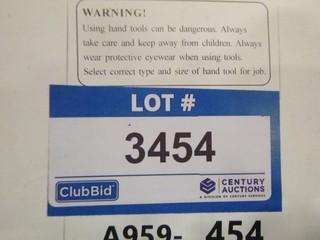 WARNING!
Using hand tools can be dangerous. Always
take care and keep away from children. Always
wear protective eyewear when using tools.
Select correct type and size of hand tool for job.
LOT #
3454
ClubBid
CENTURY
AUCTIONS
A DIVISION OF CENTURY SERVICES
A959- 454